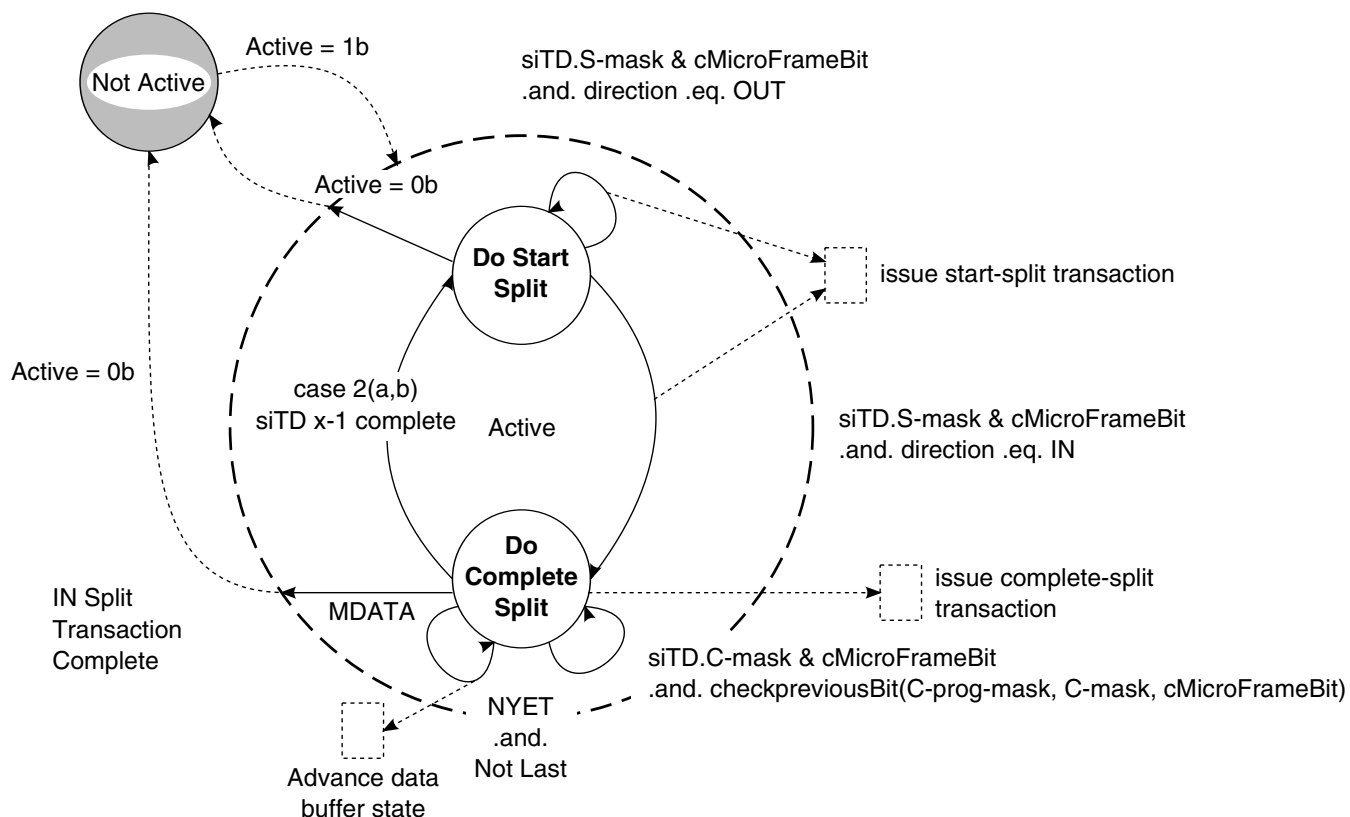 Active = 1b
siTD.S-mask & cMicroFrameBit
.and. direction .eq. OUT
Not Active
Active = 0b
Do Start
Split
issue start-split transaction
Active = 0b
case 2(a,b)
siTD x-1 complete
Active
siTD.S-mask & cMicroFrameBit
.and. direction .eq. IN
Do
Complete
Split
issue complete-split
transaction
MDATA
IN Split
Transaction
Complete
siTD.C-mask & cMicroFrameBit
.and. checkpreviousBit(C-prog-mask, C-mask, cMicroFrameBit)
NYET
.and.
Not Last
Advance data
buffer state